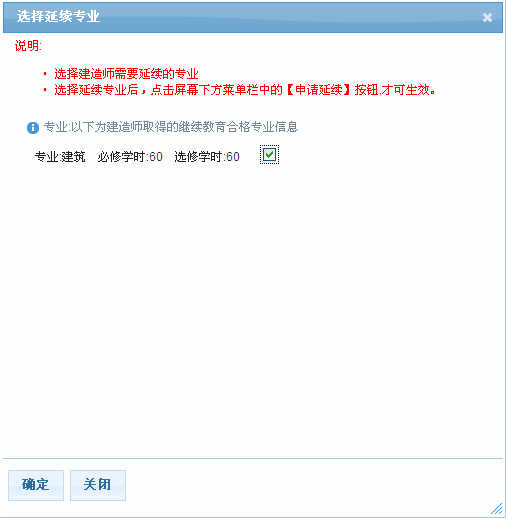 选择延续专业
说明:
• 选择建造师需要延续的专业
• 选择延续专业后，点击屏幕下方菜单栏中的【申请延续】按钮,才可生效。
专业:以下为建造师取得的继续教育合格专业信息
专业:建筑 必修学时:60 选修学时:60
确定 关闭